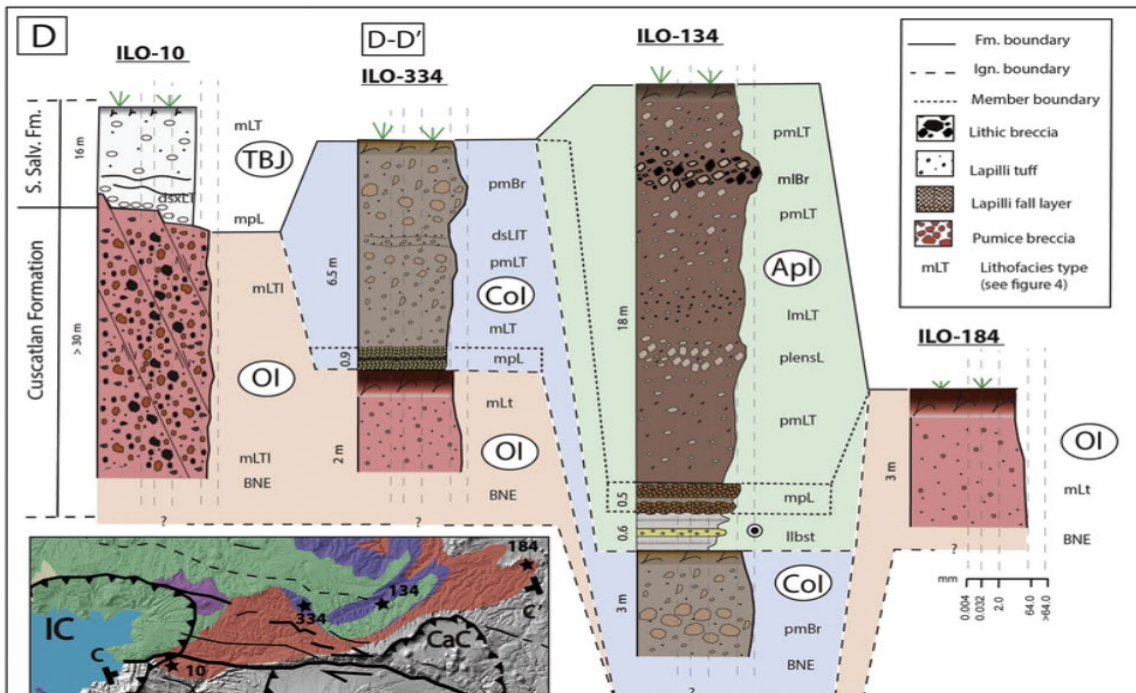 D
D-D'
ILO-10
S. Salv. Fm.
16 m
mLT
TBJ
dsxLT
mpL
Cuscatlan Formation
> 30 m
mLTl
OI
mLTl
BNE
?
ILO-334
6.5 m
pmBr
dsLIT
pmLT
Col
mLT
0.9
mpL
mLt
2 m
OI
BNE
?
ILO-134
18 m
pmLT
mlBr
pmLT
Apl
lmLT
plensL
pmLT
0.5
mpL
0.6
llbst
3 m
Col
pmBr
BNE
?
Fm. boundary
Ign. boundary
Member boundary
Lithic breccia
Lapilli tuff
Lapilli fall layer
Pumice breccia
mLT Lithofacies type
(see figure 4)
ILO-184
3 m
OI
mLt
BNE
?
mm
0.004
0.032
2.0
64.0
>64.0
184
134
334
C'
IC
C
CaC
10